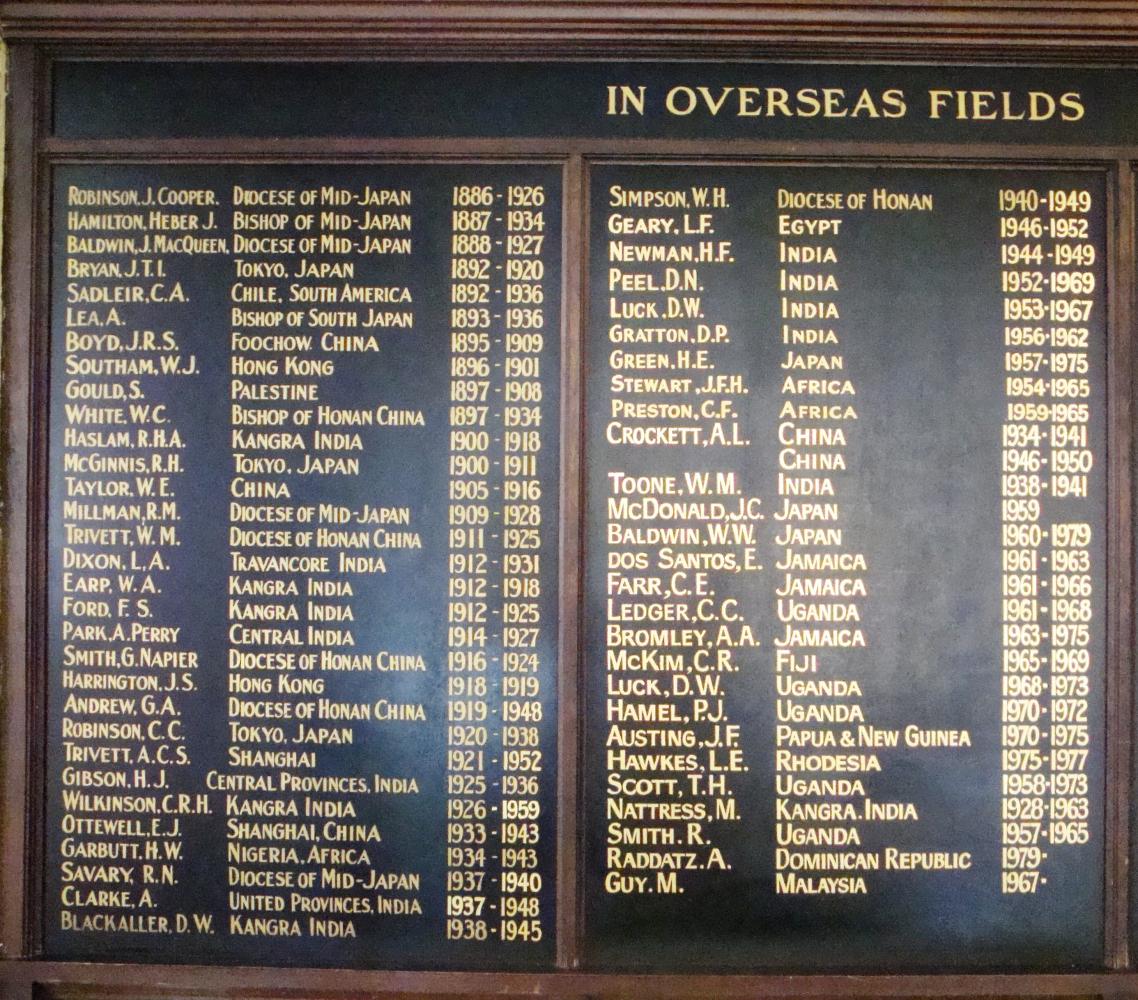 IN OVERSEAS FIELDS
ROBINSON, J. COOPER. DIOCESE OF MID-JAPAN 1886 - 1926
HAMILTON, HEBER J. BISHOP OF MID-JAPAN 1887 - 1934
BALDWIN, J. MACQUEEN, DIOCESE OF MID-JAPAN 1888 - 1927
BRYAN, J.T.I. TOKYO, JAPAN 1892 - 1920
SADLEIR, C.A. CHILE, SOUTH AMERICA 1892 - 1936
LEA, A. BISHOP OF SOUTH JAPAN 1893 - 1936
BOYD, J.R.S. FOOCHOW, CHINA 1895 - 1909
SOUTHAM, W.J. HONG KONG 1896 - 1901
GOULD, S. PALESTINE 1897 - 1908
WHITE, W.C. BISHOP OF HONAN CHINA 1897 - 1934
HASLAM, R.H.A. KANGRA INDIA 1900 - 1918
MCGINNIS, R.H. TOKYO, JAPAN 1900 - 1911
TAYLOR, W.E. CHINA 1905 - 1916
MILLMAN, R.M. DIOCESE OF MID-JAPAN 1909 - 1928
TRIVETT, W.M. DIOCESE OF HONAN CHINA 1911 - 1925
DIXON, L.A. TRAVANCORE INDIA 1912 - 1931
EARP, W.A. KANGRA INDIA 1912 - 1918
FORD, F. S. KANGRA INDIA 1912 - 1925
PARK, A. PERRY CENTRAL INDIA 1914 - 1927
SMITH, G. NAPIER DIOCESE OF HONAN CHINA 1916 - 1924
HARRINGTON, J.S. HONG KONG 1918 - 1919
ANDREW, G.A. DIOCESE OF HONAN CHINA 1919 - 1948
ROBINSON, C.C. TOKYO, JAPAN 1920 - 1938
TRIVETT, A.C.S. SHANGHAI 1921 - 1952
GIBSON, H.J. CENTRAL PROVINCES, INDIA 1925 - 1936
WILKINSON, C.R.H. KANGRA INDIA 1926 - 1959
OTTEWELL, E.J. SHANGHAI, CHINA 1933 - 1943
GARBUTT, H.W. NIGERIA, AFRICA 1934 - 1943
SAVARY, R.N. DIOCESE OF MID-JAPAN 1937 - 1940
CLARKE, A. UNITED PROVINCES, INDIA 1937 - 1948
BLACKALLER, D.W. KANGRA INDIA 1938 - 1945
SIMPSON, W.H. DIOCESE OF HONAN 1940-1949
GEARY, L.F. EGYPT 1946-1952
NEWMAN, H.F. INDIA 1944-1949
PEEL, D.N. INDIA 1952-1969
LUCK, D.W. INDIA 1953-1967
GRATTON, D.P. INDIA 1956-1962
GREEN, H.E. JAPAN 1957-1975
STEWART, J.F.H. AFRICA 1954-1965
PRESTON, C.F. AFRICA 1959-1965
CROCKETT, A.L. CHINA 1934-1941
CHINA 1946-1950
TOONE, W.M. INDIA 1938-1941
MCDONALD, J.C. JAPAN 1959
BALDWIN, W.W. JAPAN 1960-1979
DOS SANTOS, E. JAMAICA 1961-1963
FARR, C.E. JAMAICA 1961-1966
LEDGER, C.C. UGANDA 1961-1968
BROMLEY, A.A. JAMAICA 1963-1975
MCKIM, C.R. FIJI 1965-1969
LUCK, D.W. UGANDA 1968-1973
HAMEL, P.J. UGANDA 1970-1972
AUSTING, J.F. PAPUA & NEW GUINEA 1970-1975
HAWKES, L.E. RHODESIA 1975-1977
SCOTT, T.H. UGANDA 1958-1973
NATTRESS, M. KANGRA. INDIA 1928-1963
SMITH. R. UGANDA 1957-1965
RADDATZ. A. DOMINICAN REPUBLIC 1979-
GUY. M. MALAYSIA 1967-